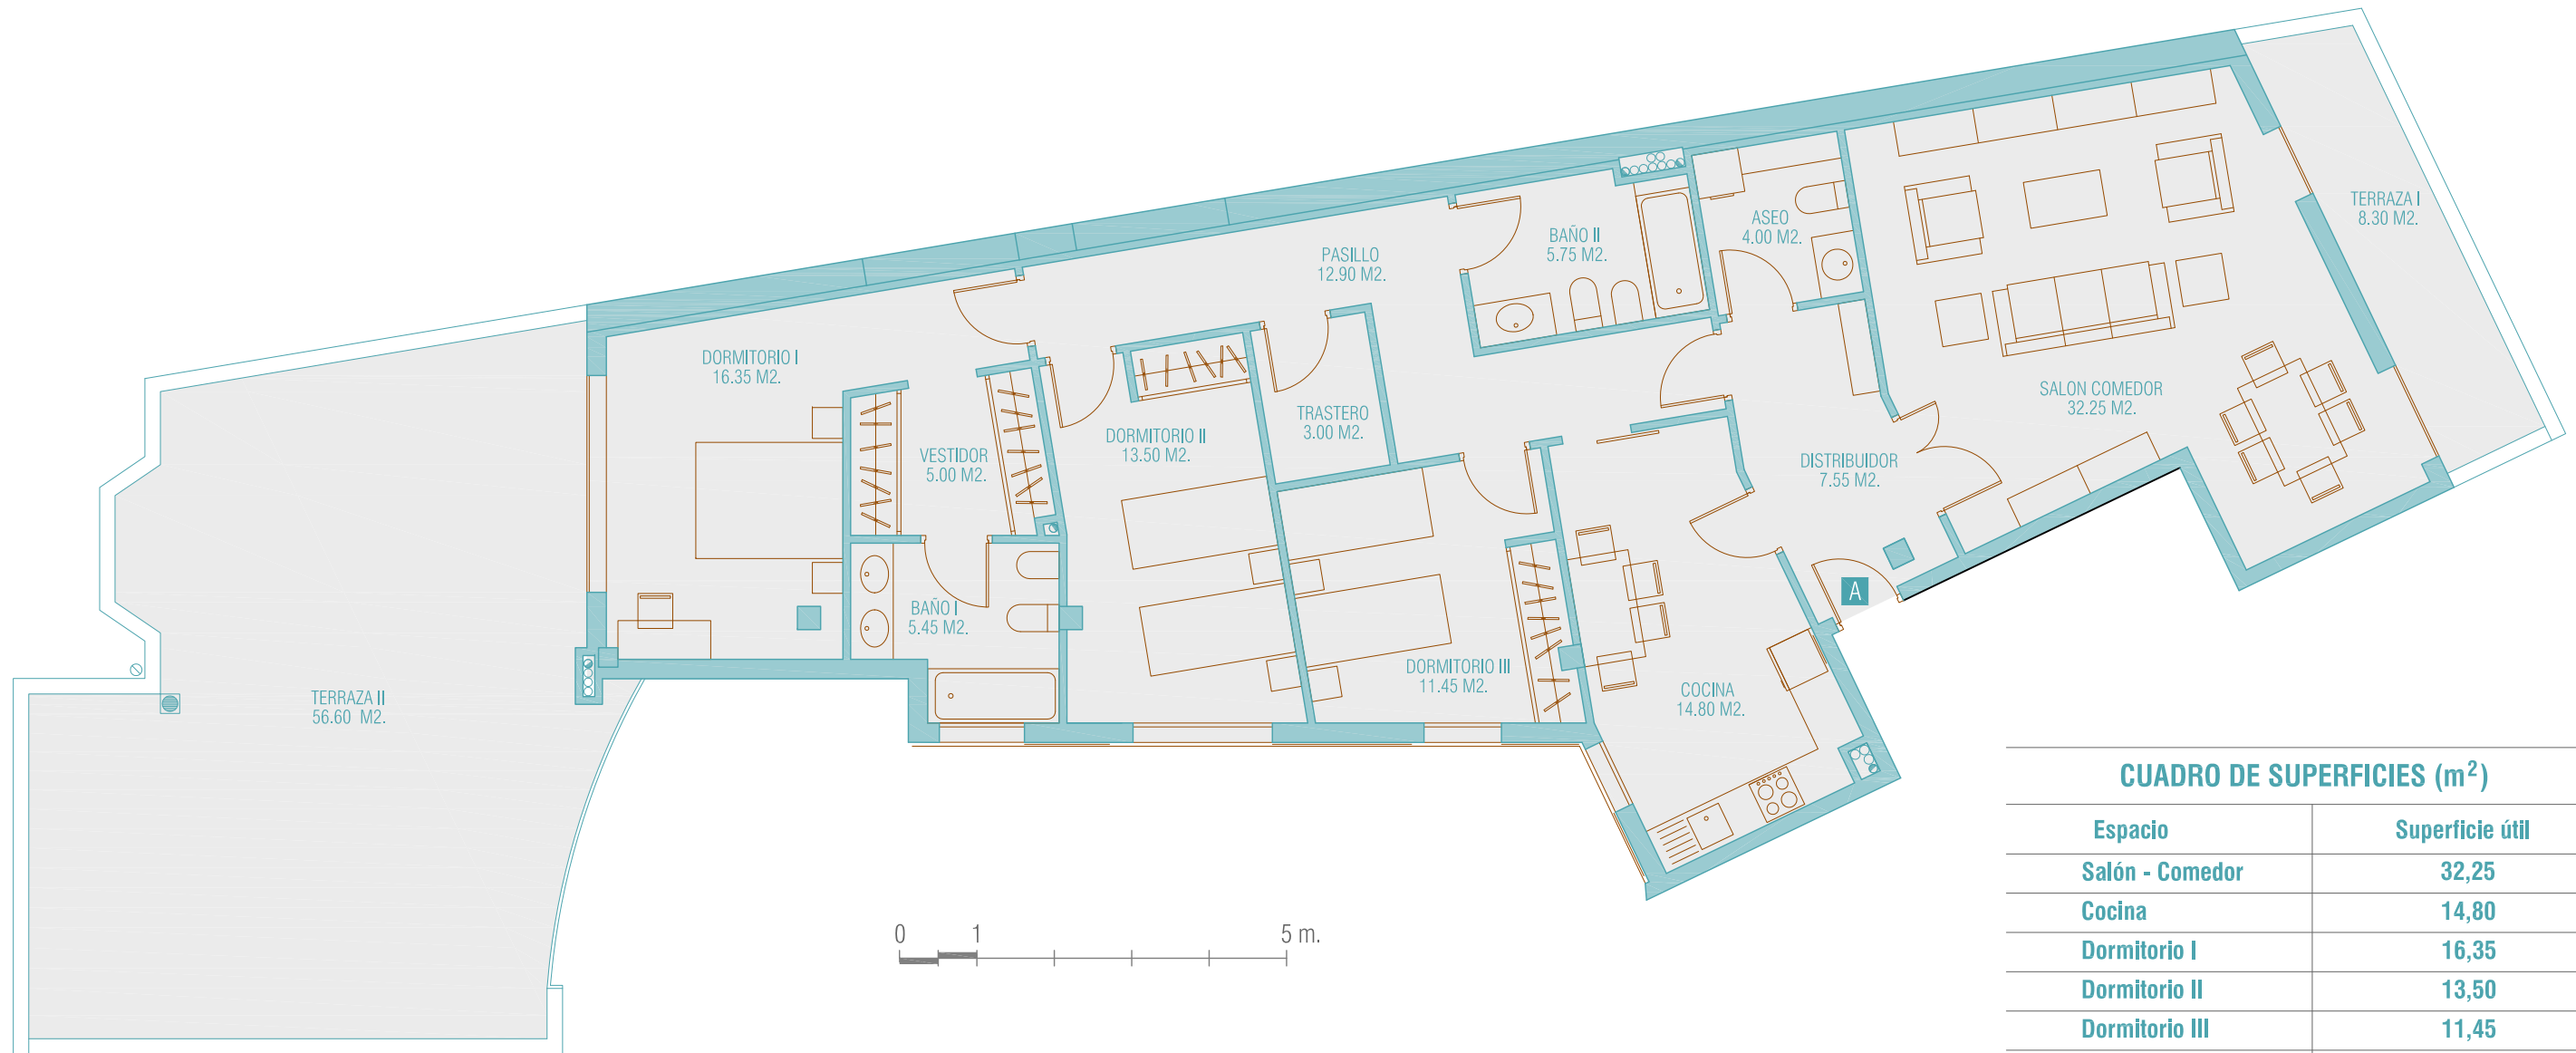 TERRAZA I
8.30 M2.
ASEO
4.00 M2.
BAÑO II
5.75 M2.
PASILLO
12.90 M2.
DORMITORIO I
16.35 M2.
SALON COMEDOR
32.25 M2.
TRASTERO
3.00 M2.
DORMITORIO II
13.50 M2.
VESTIDOR
5.00 M2.
DISTRIBUIDOR
7.55 M2.
A
BAÑO I
5.45 M2.
DORMITORIO III
11.45 M2.
COCINA
14.80 M2.
TERRAZA II
56.60 M2.
0 1 5 m.
CUADRO DE SUPERFICIES (m²)
Espacio Superficie útil
Salón - Comedor 32,25
Cocina 14,80
Dormitorio I 16,35
Dormitorio II 13,50
Dormitorio III 11,45